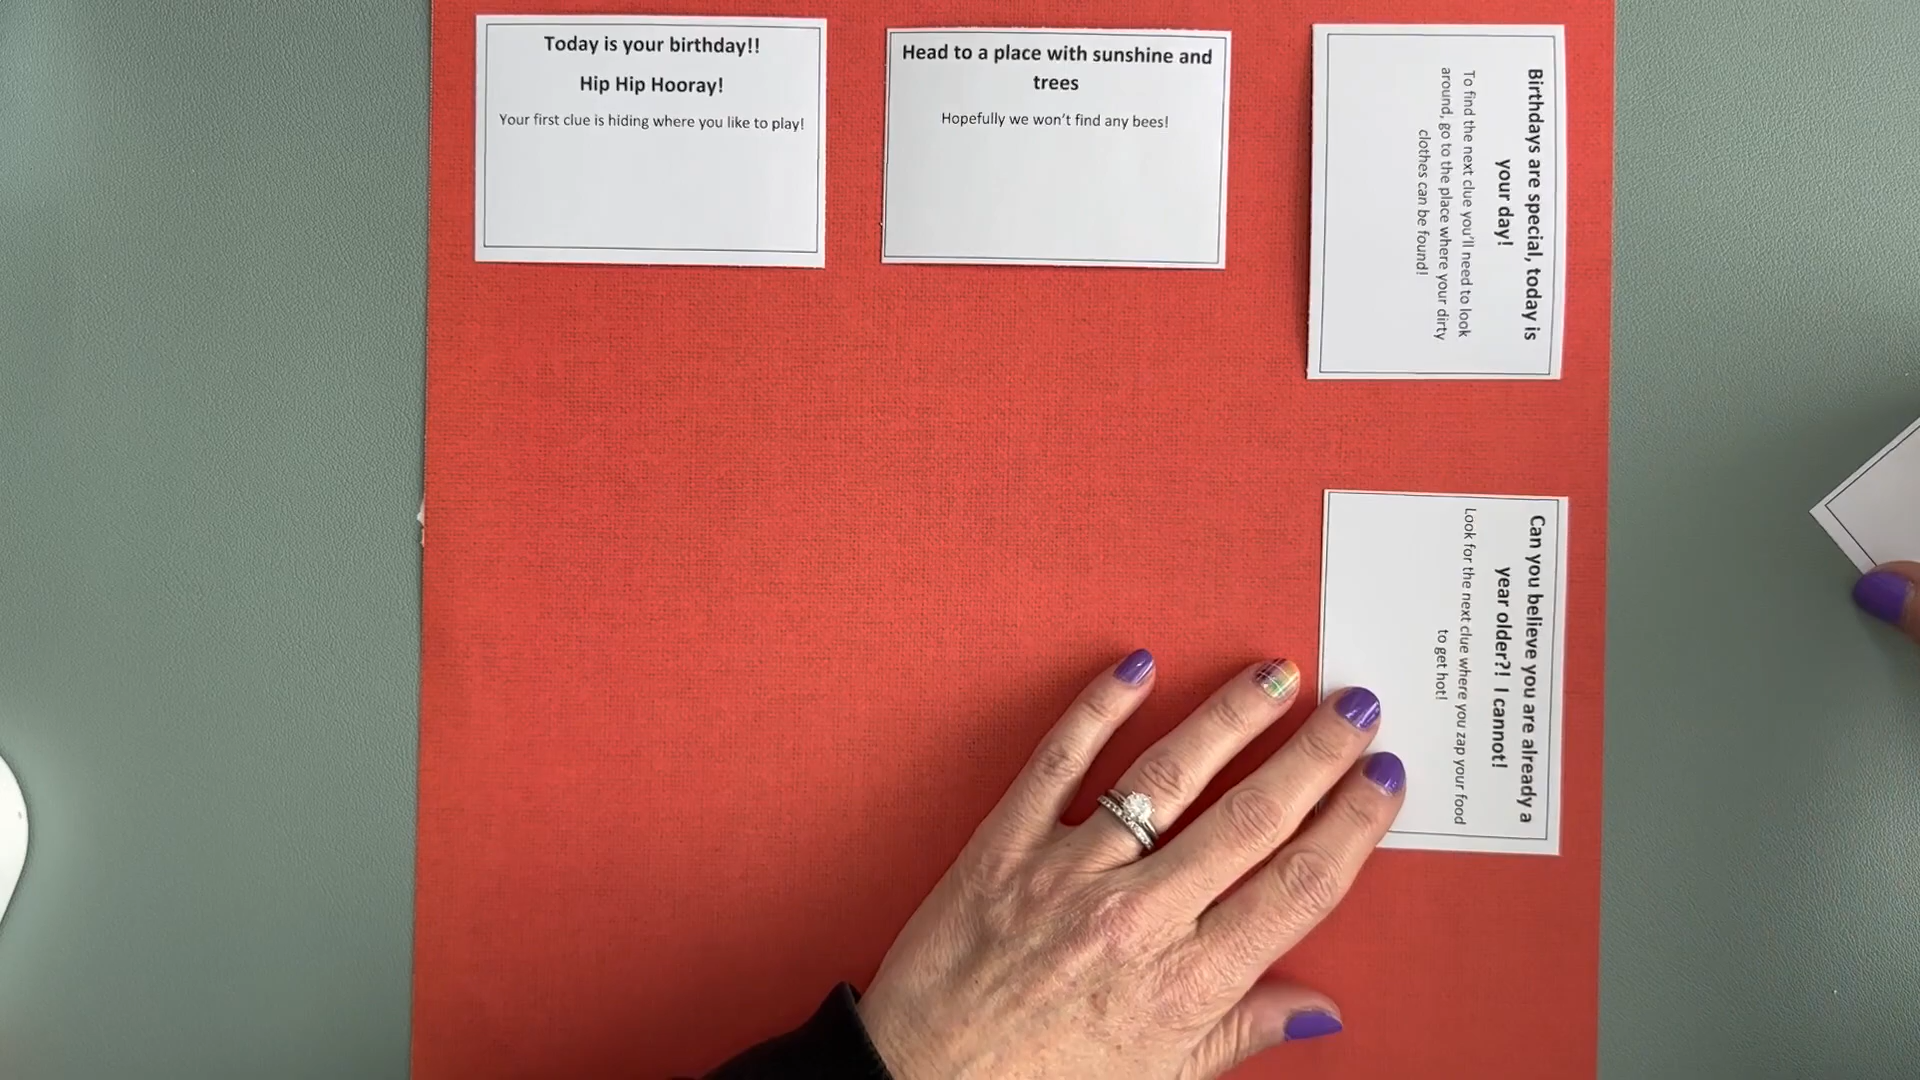 Today is your birthday!!
Hip Hip Hooray!
Your first clue is hiding where you like to play!
Head to a place with sunshine and
trees
Hopefully we won't find any bees!
Birthdays are special, today is
your day!
To find the next clue you'll need to look
around, go to the place where your dirty
clothes can be found!
Can you believe you are already a
year older?! I cannot!
Look for the next clue where you zap your food
to get hot!